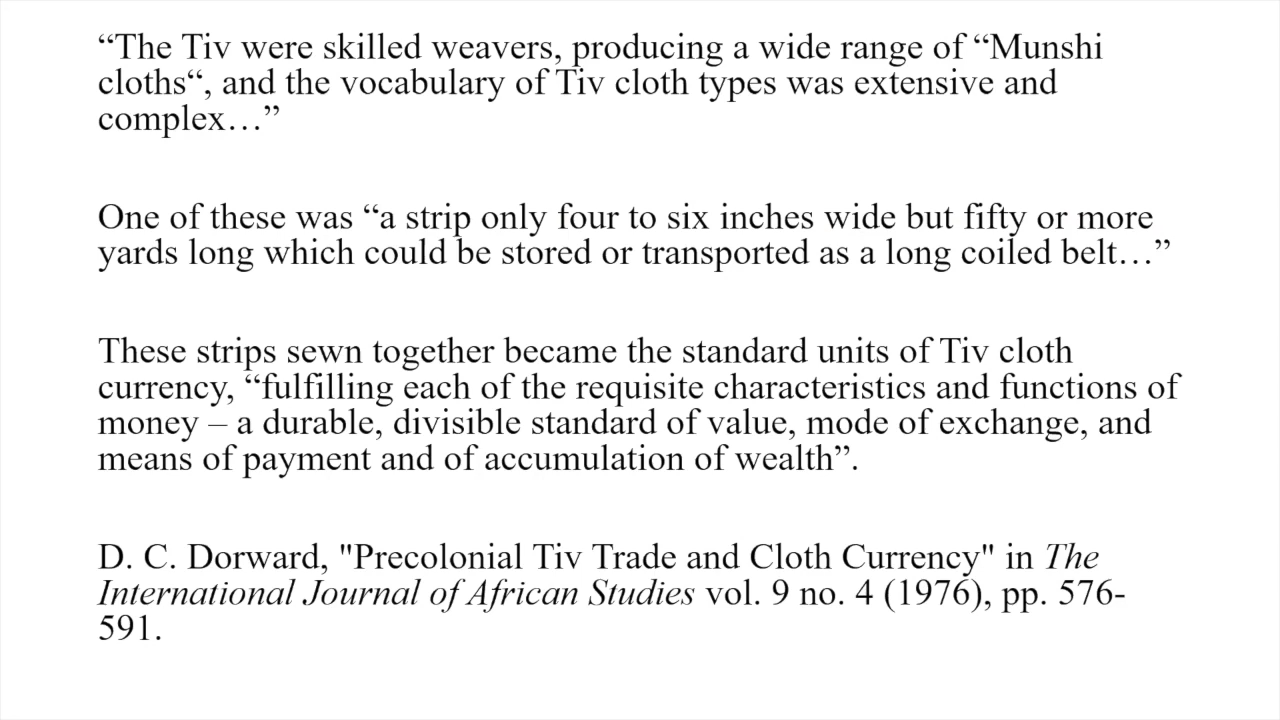 “The Tiv were skilled weavers, producing a wide range of “Munshi
cloths“, and the vocabulary of Tiv cloth types was extensive and
complex…”
One of these was “a strip only four to six inches wide but fifty or more
yards long which could be stored or transported as a long coiled belt…”
These strips sewn together became the standard units of Tiv cloth
currency, “fulfilling each of the requisite characteristics and functions of
money – a durable, divisible standard of value, mode of exchange, and
means of payment and of accumulation of wealth”.
D. C. Dorward, "Precolonial Tiv Trade and Cloth Currency" in The
International Journal of African Studies vol. 9 no. 4 (1976), pp. 576-
591.